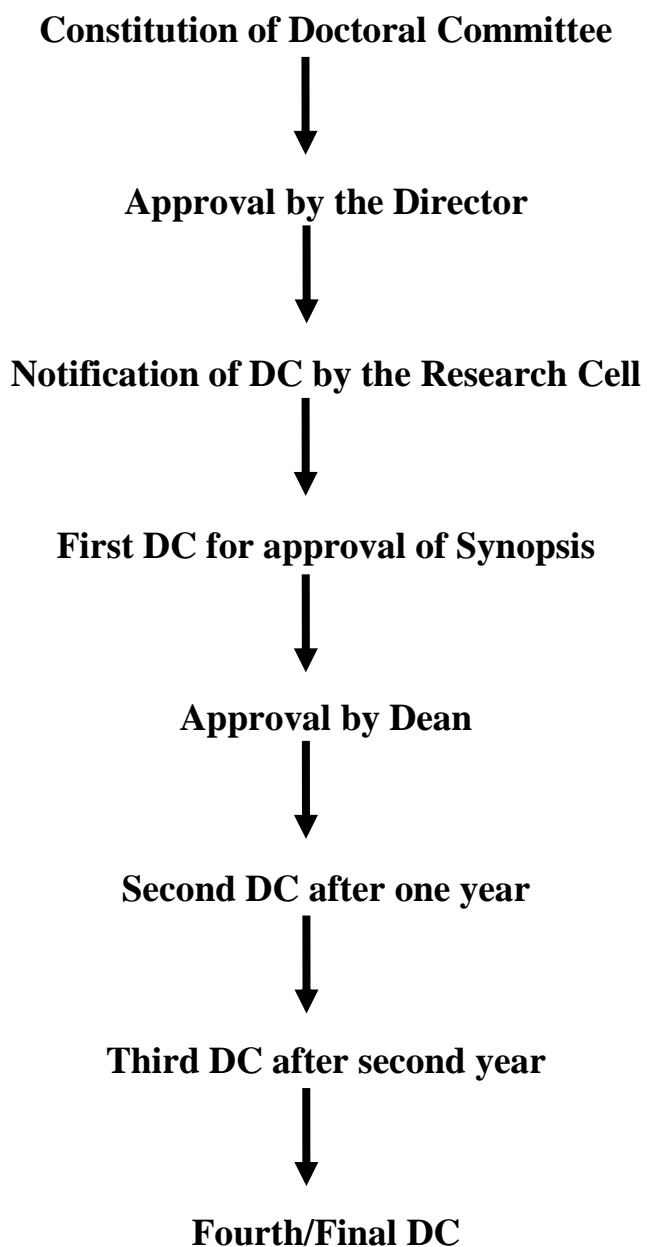 Constitution of Doctoral Committee
Approval by the Director
Notification of DC by the Research Cell
First DC for approval of Synopsis
Approval by Dean
Second DC after one year
Third DC after second year
Fourth/Final DC